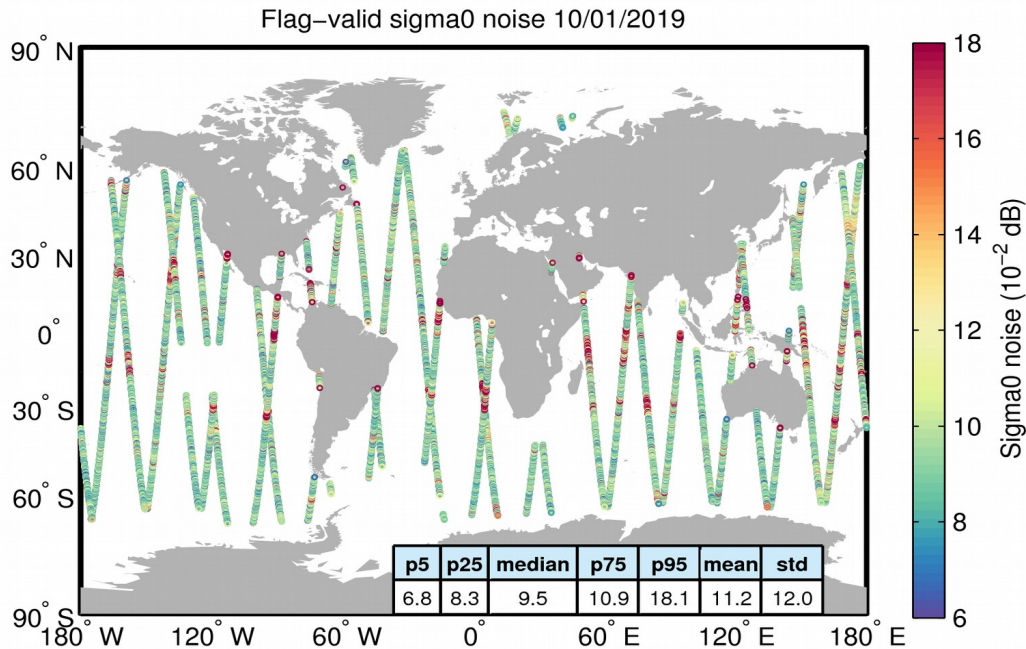 Flag−valid sigma0 noise 10/01/2019
90° N
60° N
30° N
0°
30° S
60° S
90° S
180° W
120° W
60° W
0°
60° E
120° E
180° E
p5 p25 median p75 p95 mean std
6.8 8.3 9.5 10.9 18.1 11.2 12.0
18
16
14
12
10
8
6
Sigma0 noise (10⁻² dB)